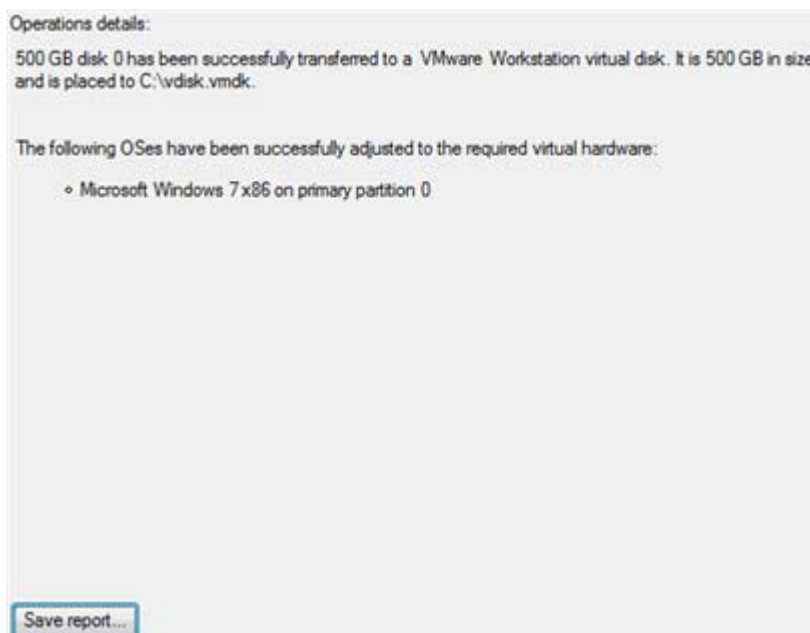 Operations details:
500 GB disk 0 has been successfully transferred to a VMware Workstation virtual disk. It is 500 GB in size
and is placed to C:\vdisk.vmdk.
The following OSes have been successfully adjusted to the required virtual hardware:
Microsoft Windows 7 x86 on primary partition 0
Save report...